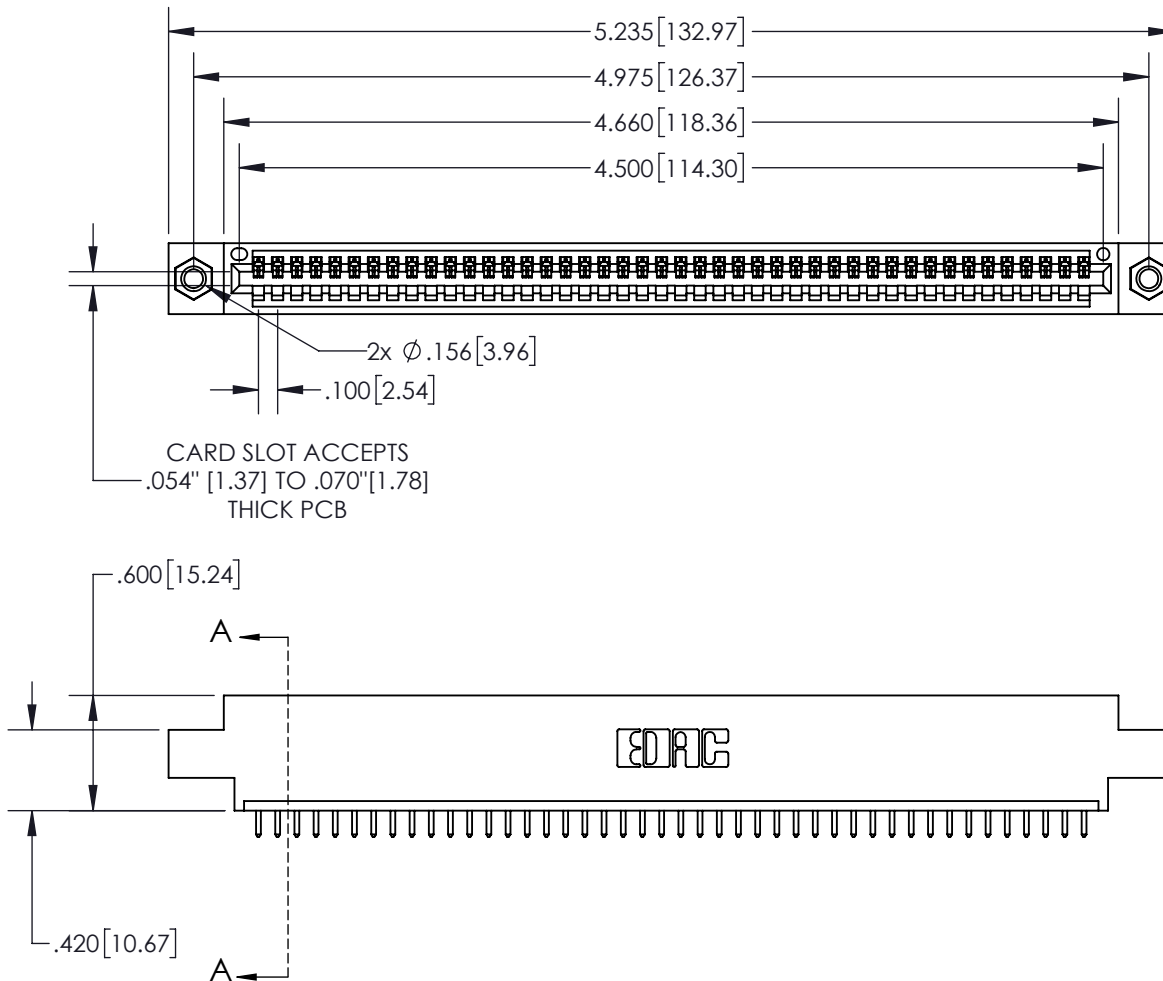 5.235[132.97]
4.975[126.37]
4.660[118.36]
4.500[114.30]
2x Ø.156[3.96]
.100[2.54]
CARD SLOT ACCEPTS
.054" [1.37] TO .070"[1.78]
THICK PCB
.600[15.24]
A
EDAC
.420[10.67]
A